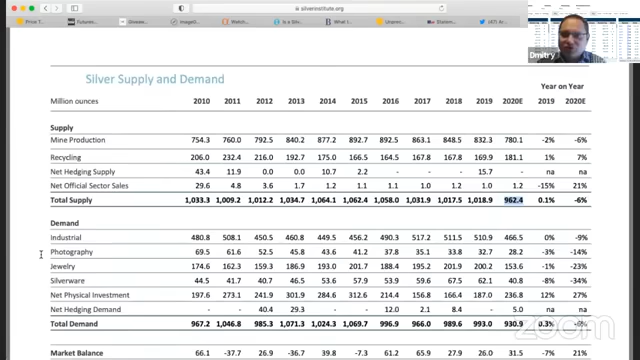 silverinstitute.org
Price T
Futures
Silveses
ImageD
Watch
Is a Slin
What I
Unamm
Elstonm
Dmitry
Silver Supply and Demand
Year on Year
Million ounces 2010 2011 2012 2013 2014 2015 2016 2017 2018 2019 2020E 2019 2020E
Supply
Mine Production 754.3 760.0 792.5 840.2 877.2 892.7 892.5 863.1 848.5 832.3 780.1 -2% -6%
Recycling 206.0 232.4 216.0 192.7 175.0 166.5 164.5 167.8 167.8 169.9 181.1 1% 7%
Net Hedging Supply 43.4 11.9 0.0 0.0 10.7 2.2 - - - 15.7 - na na
Net Official Sector Sales 29.6 4.8 3.6 1.7 1.2 1.1 1.1 1.0 1.2 1.0 1.2 -15% 21%
Total Supply 1,033.3 1,009.2 1,012.2 1,034.7 1,064.1 1,062.4 1,058.0 1,031.9 1,017.5 1,018.9 962.4 0.1% -6%
Demand
Industrial 480.8 508.1 450.5 460.8 449.5 456.2 490.3 517.2 511.5 510.9 466.5 0% -9%
Photography 69.5 61.6 52.5 45.8 43.6 41.2 37.8 35.1 33.8 32.7 28.2 -3% -14%
Jewelry 174.6 162.3 159.3 186.9 193.0 201.7 188.4 195.2 201.9 200.2 153.6 -1% -23%
Silverware 44.5 41.7 40.7 46.5 53.6 57.9 53.9 59.6 68.3 59.8 39.5 -8% -34%
Net Physical Investment 197.6 273.1 241.9 301.9 284.6 312.6 214.4 156.8 166.4 187.0 236.8 12% 27%
Net Hedging Demand - - 40.4 29.3 - - 12.0 2.1 8.4 - 5.0 na na
Total Demand 967.2 1,046.8 985.3 1,071.3 1,024.3 1,069.7 996.9 966.0 989.6 993.0 930.9 0.3% -6%
Market Balance 66.1 -37.7 26.9 -36.7 39.8 -7.3 61.2 65.9 27.9 26.0 31.5 -7% 21%
zoom